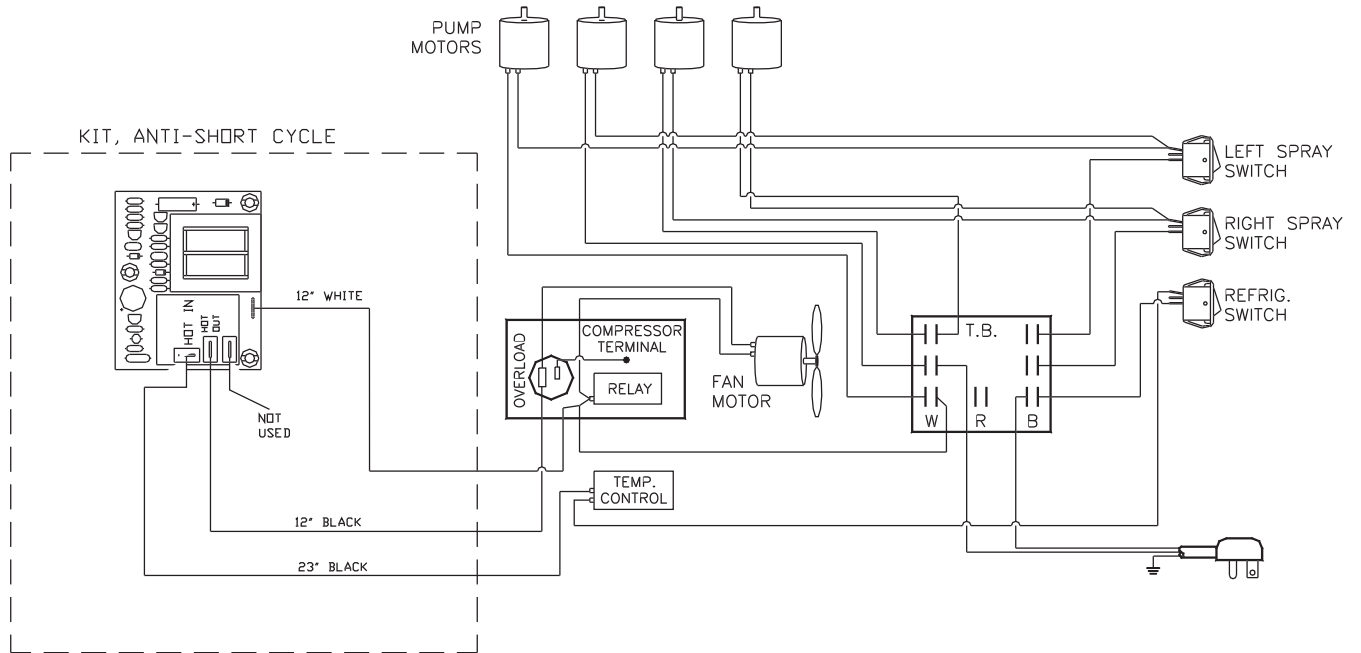 PUMP
MOTORS
KIT, ANTI-SHORT CYCLE
LEFT SPRAY
SWITCH
RIGHT SPRAY
SWITCH
REFRIG.
SWITCH
12" WHITE
HOT IN
HOT
OUT
NOT
USED
OVERLOAD
COMPRESSOR
TERMINAL
RELAY
FAN
MOTOR
T.B.
W
R
B
TEMP.
CONTROL
12" BLACK
23" BLACK